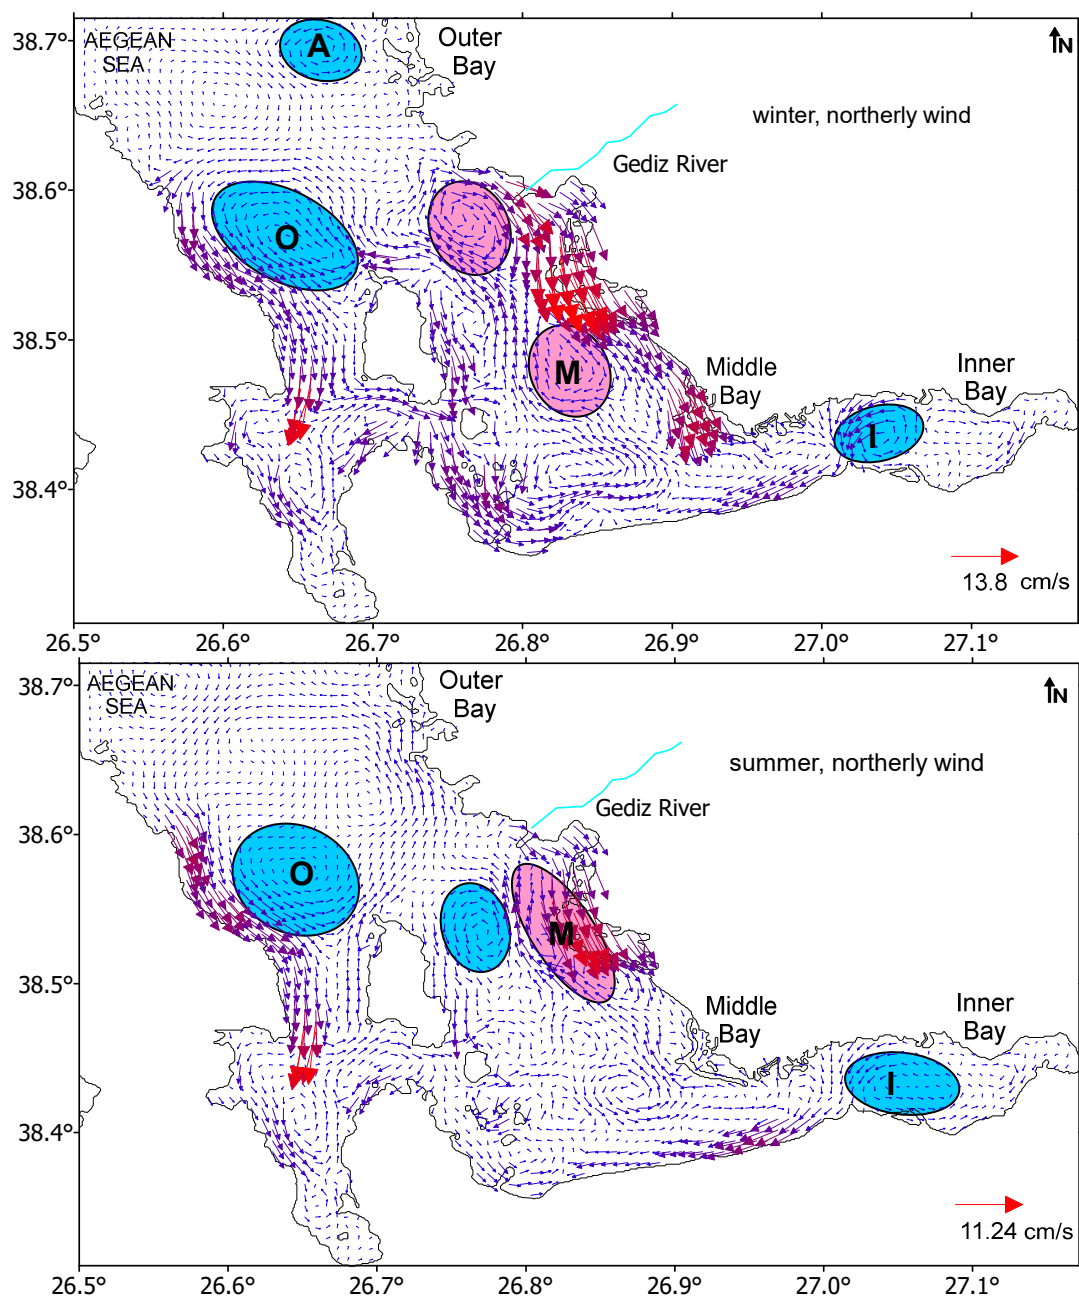 38.7°
AEGEAN
SEA
A
Outer
Bay
N
winter, northerly wind
Gediz River
38.6°
O
38.5°
M
Middle
Bay
Inner
Bay
I
38.4°
13.8 cm/s
26.5° 26.6° 26.7° 26.8° 26.9° 27.0° 27.1°
38.7°
AEGEAN
SEA
Outer
Bay
N
summer, northerly wind
Gediz River
38.6°
O
M
38.5°
Middle
Bay
Inner
Bay
I
38.4°
11.24 cm/s
26.5° 26.6° 26.7° 26.8° 26.9° 27.0° 27.1°